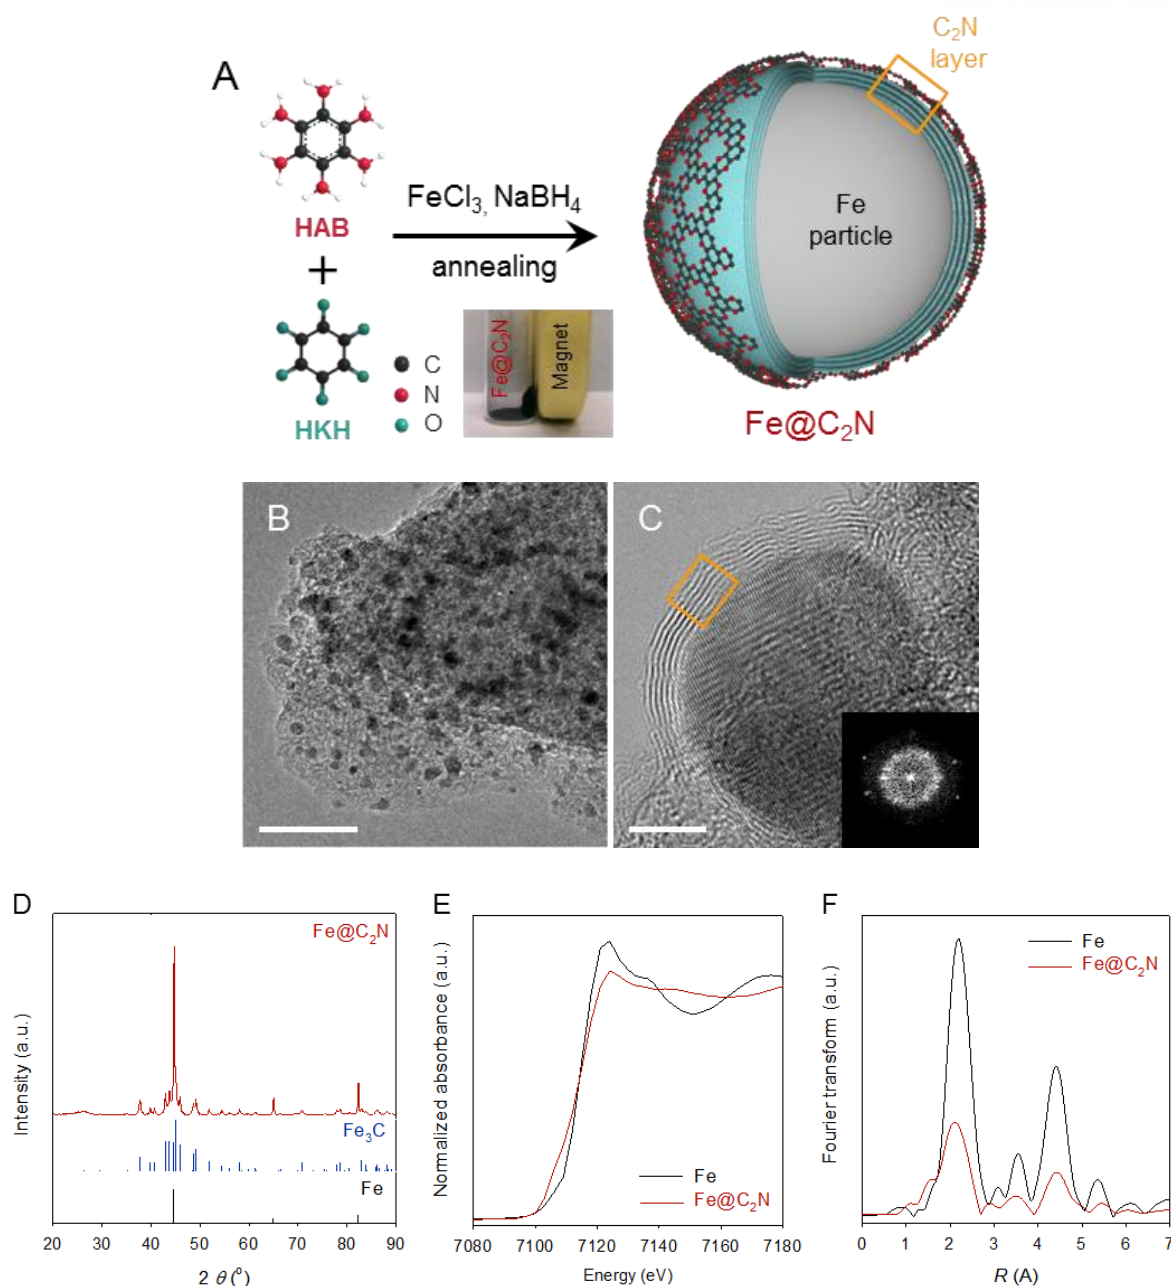 A
C₂N
layer
HAB
+
HKH
C
N
O
FeCl₃, NaBH₄
annealing
Fe@C₂N
Magnet
Fe
particle
Fe@C₂N
B
C
D
Intensity (a.u.)
Fe@C₂N
Fe₃C
Fe
20 30 40 50 60 70 80 90
2 θ (°)
E
Normalized absorbance (a.u.)
Fe
Fe@C₂N
7080 7100 7120 7140 7160 7180
Energy (eV)
F
Fourier transform (a.u.)
Fe
Fe@C₂N
0 1 2 3 4 5 6 7
R (A)